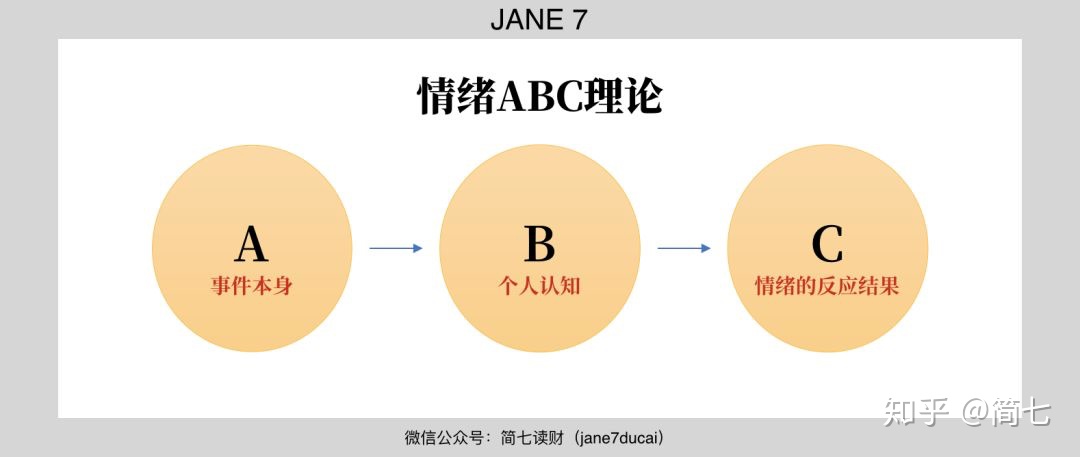 JANE 7
情绪ABC理论
A
事件本身
B
个人认知
C
情绪的反应结果
知乎 @简七
微信公众号：简七读财（jane7ducai）